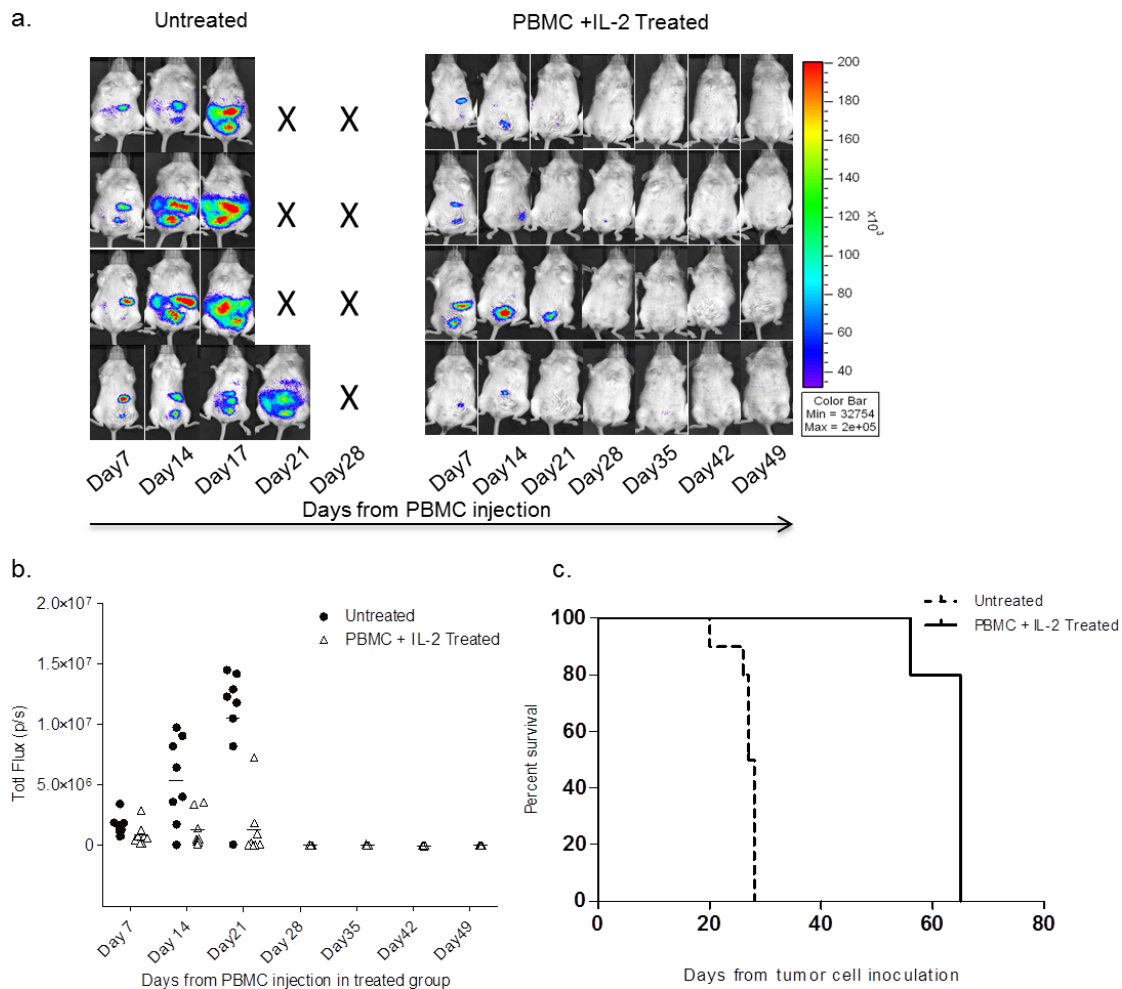 a.
Untreated
PBMC +IL-2 Treated
X X
X X
X X
X
200
180
160
140
120
100
80
60
40
x10³
Color Bar
Min = 32754
Max = 2e+05
Day7 Day14 Day17 Day21 Day28
Day7 Day14 Day21 Day28 Day35 Day42 Day49
Days from PBMC injection
b.
2.0×10⁷
1.5×10⁷
1.0×10⁷
5.0×10⁶
0
Totl Flux (p/s)
Untreated
PBMC + IL-2 Treated
Day 7 Day 14 Day21 Day 28 Day35 Day42 Day49
Days from PBMC injection in treated group
c.
Untreated
PBMC + IL-2 Treated
100
80
60
40
20
0
Percent survival
0 20 40 60 80
Days from tumor cell inoculation